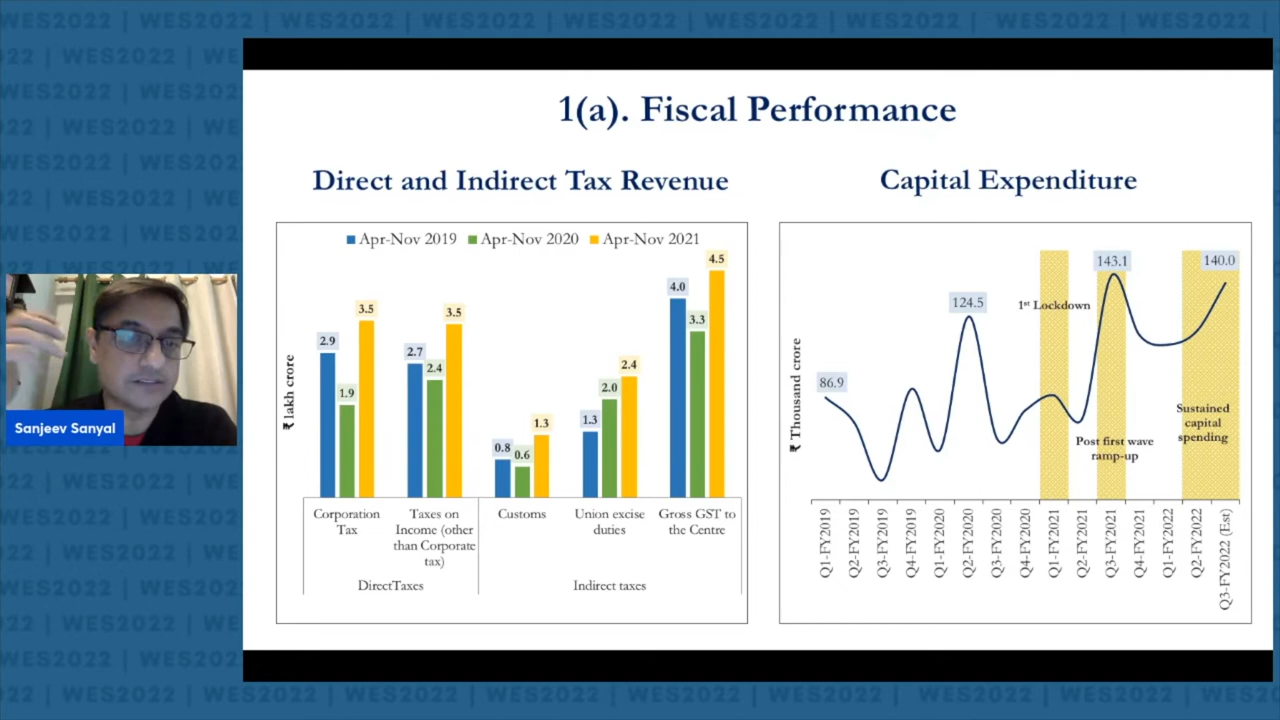 WES2022 | WES2022 | WES2022 | WES2022
1(a). Fiscal Performance
Direct and Indirect Tax Revenue
Apr-Nov 2019
Apr-Nov 2020
Apr-Nov 2021
₹ lakh crore
2.9
1.9
3.5
2.7
2.4
3.5
0.8
0.6
1.3
1.3
2.0
2.4
4.0
3.3
4.5
Corporation
Tax
Taxes on
Income (other
than Corporate
tax)
Customs
Union excise
duties
Gross GST to
the Centre
DirectTaxes
Indirect taxes
Capital Expenditure
₹ Thousand crore
86.9
124.5
1st Lockdown
143.1
140.0
Post first wave
ramp-up
Sustained
capital
spending
Q1-FY2019
Q2-FY2019
Q3-FY2019
Q4-FY2019
Q1-FY2020
Q2-FY2020
Q3-FY2020
Q4-FY2020
Q1-FY2021
Q2-FY2021
Q3-FY2021
Q4-FY2021
Q1-FY2022
Q2-FY2022
Q3-FY2022 (Est)
Sanjeev Sanyal